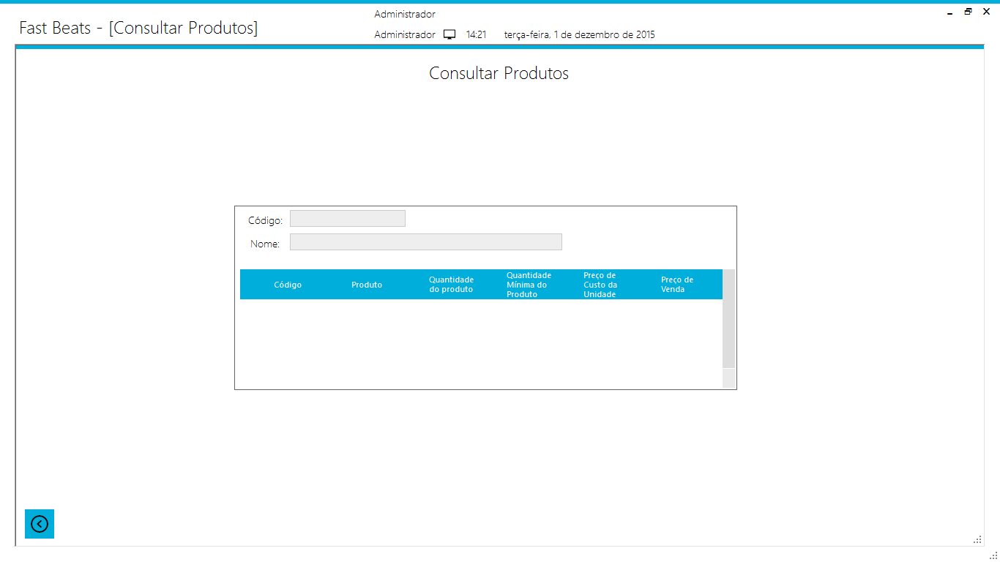 Administrador
Fast Beats - [Consultar Produtos]
Administrador 14:21 terça-feira, 1 de dezembro de 2015
Consultar Produtos
Código:
Nome:
Código
Produto
Quantidade
do produto
Quantidade
Mínima do
Produto
Preço de
Custo da
Unidade
Preço de
Venda